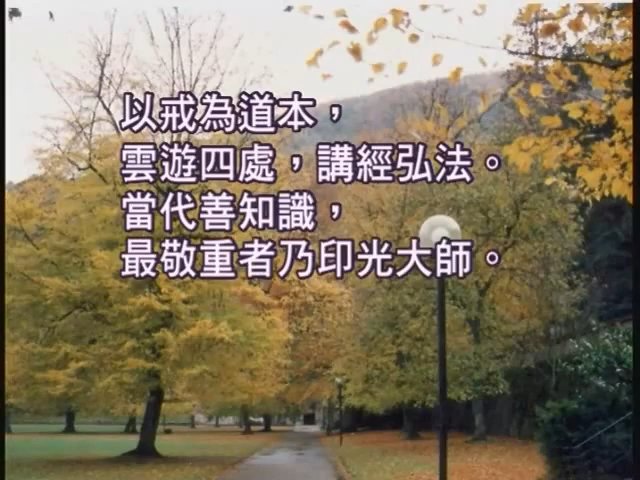 以戒為道本，
雲遊四處，講經弘法。
當代善知識，
最敬重者乃印光大師。